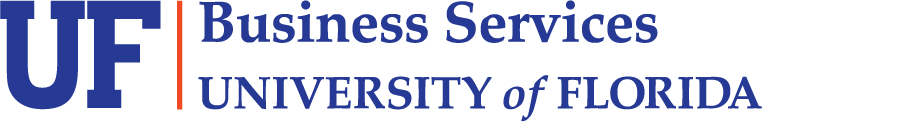 UF
Business Services
UNIVERSITY of FLORIDA